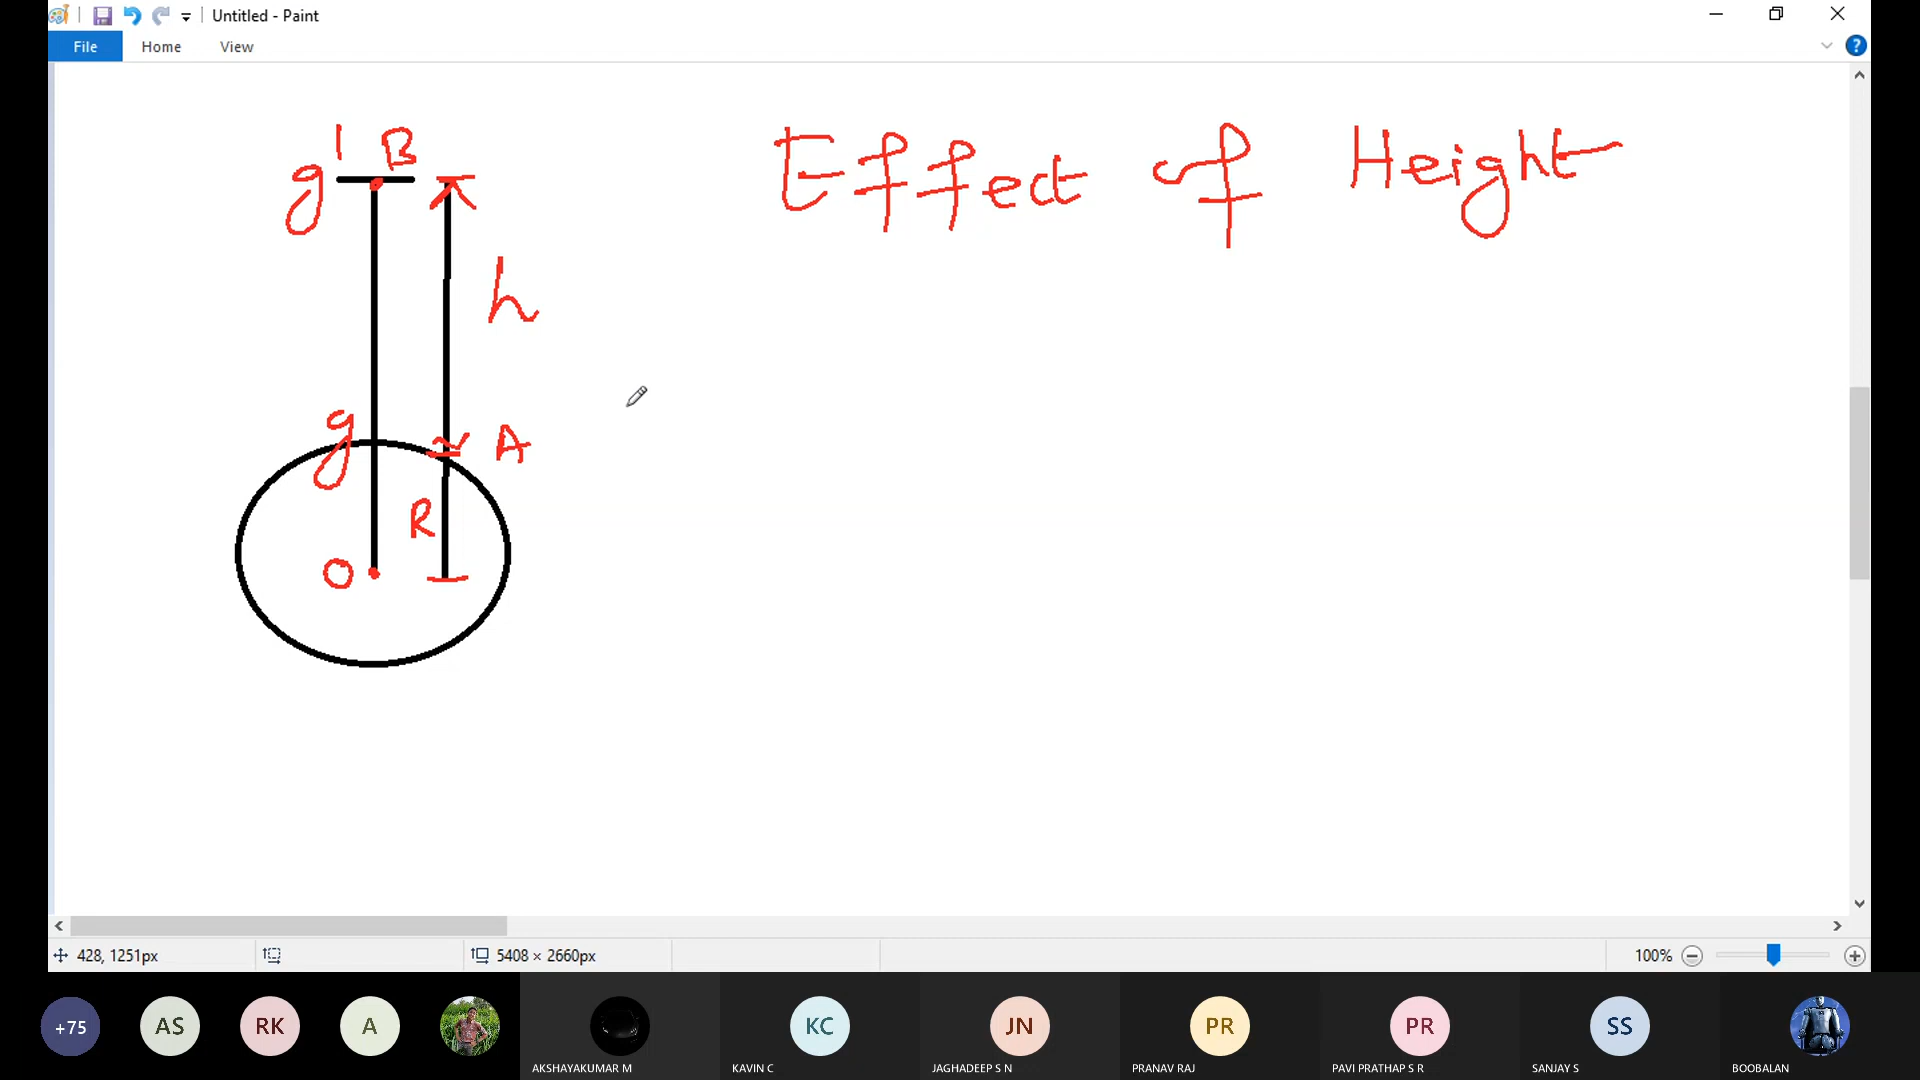 Untitled - Paint
File Home View
g' B
Effect of Height
h
g
A
R
O
428, 1251px
5408 × 2660px
100%
+75 AS RK A KC JN PR PR SS
AKSHAYAKUMAR M KAVIN C JAGHADEEP S N PRANAV RAJ PAVI PRATHAP S R SANJAY S BOOBALAN